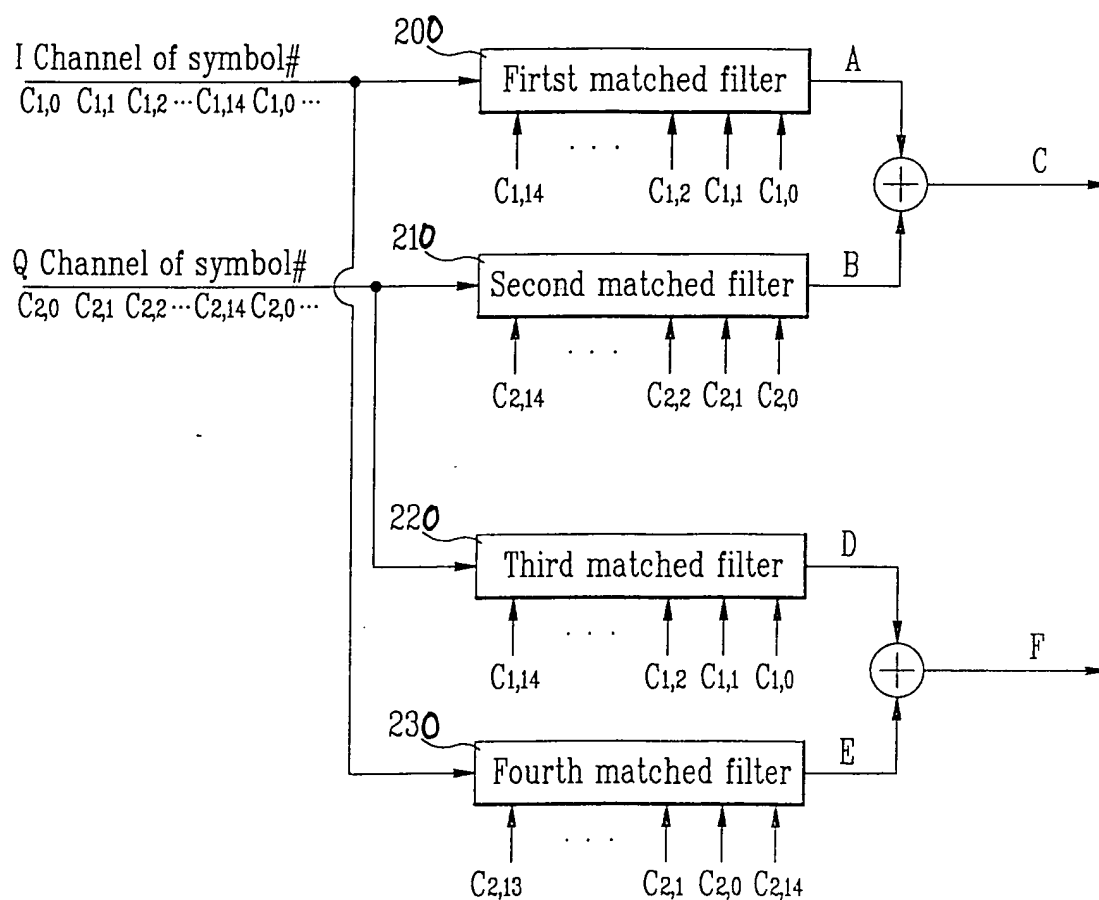 200
I Channel of symbol#
C1,0 C1,1 C1,2 ··· C1,14 C1,0 ···
Firtst matched filter
A
C1,14 · · · C1,2 C1,1 C1,0
C
210
Q Channel of symbol#
C2,0 C2,1 C2,2 ··· C2,14 C2,0 ···
Second matched filter
B
C2,14 · · · C2,2 C2,1 C2,0
220
Third matched filter
D
C1,14 · · · C1,2 C1,1 C1,0
F
230
Fourth matched filter
E
C2,13 · · · C2,1 C2,0 C2,14